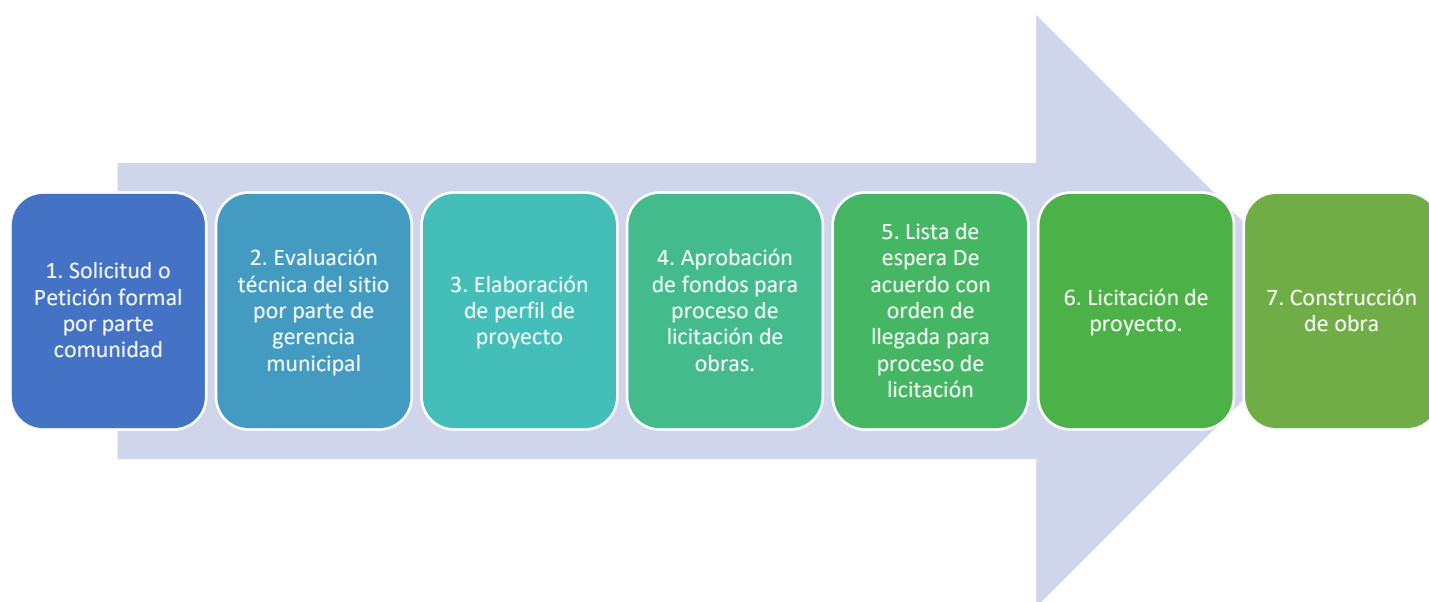 1. Solicitud o
Petición formal
por parte
comunidad
2. Evaluación
técnica del sitio
por parte de
gerencia
municipal
3. Elaboración
de perfil de
proyecto
4. Aprobación
de fondos para
proceso de
licitación de
obras.
5. Lista de
espera De
acuerdo con
orden de
llegada para
proceso de
licitación
6. Licitación de
proyecto.
7. Construcción
de obra